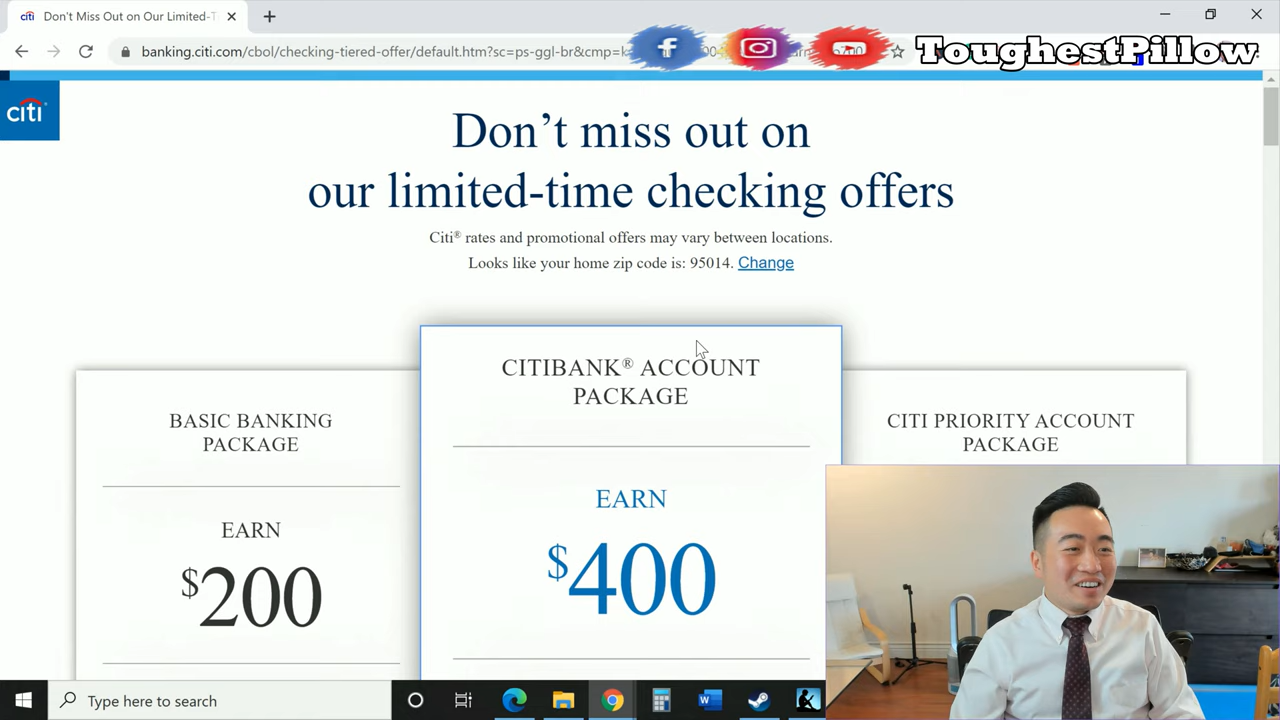 Don't Miss Out on Our Limited-T
banking.citi.com/cbol/checking-tiered-offer/default.htm?sc=ps-ggl-br&cmp=k
ToughestPillow
citi
Don't miss out on
our limited-time checking offers
Citi® rates and promotional offers may vary between locations.
Looks like your home zip code is: 95014. Change
BASIC BANKING
PACKAGE
EARN
$200
CITIBANK® ACCOUNT
PACKAGE
EARN
$400
CITI PRIORITY ACCOUNT
PACKAGE
Type here to search